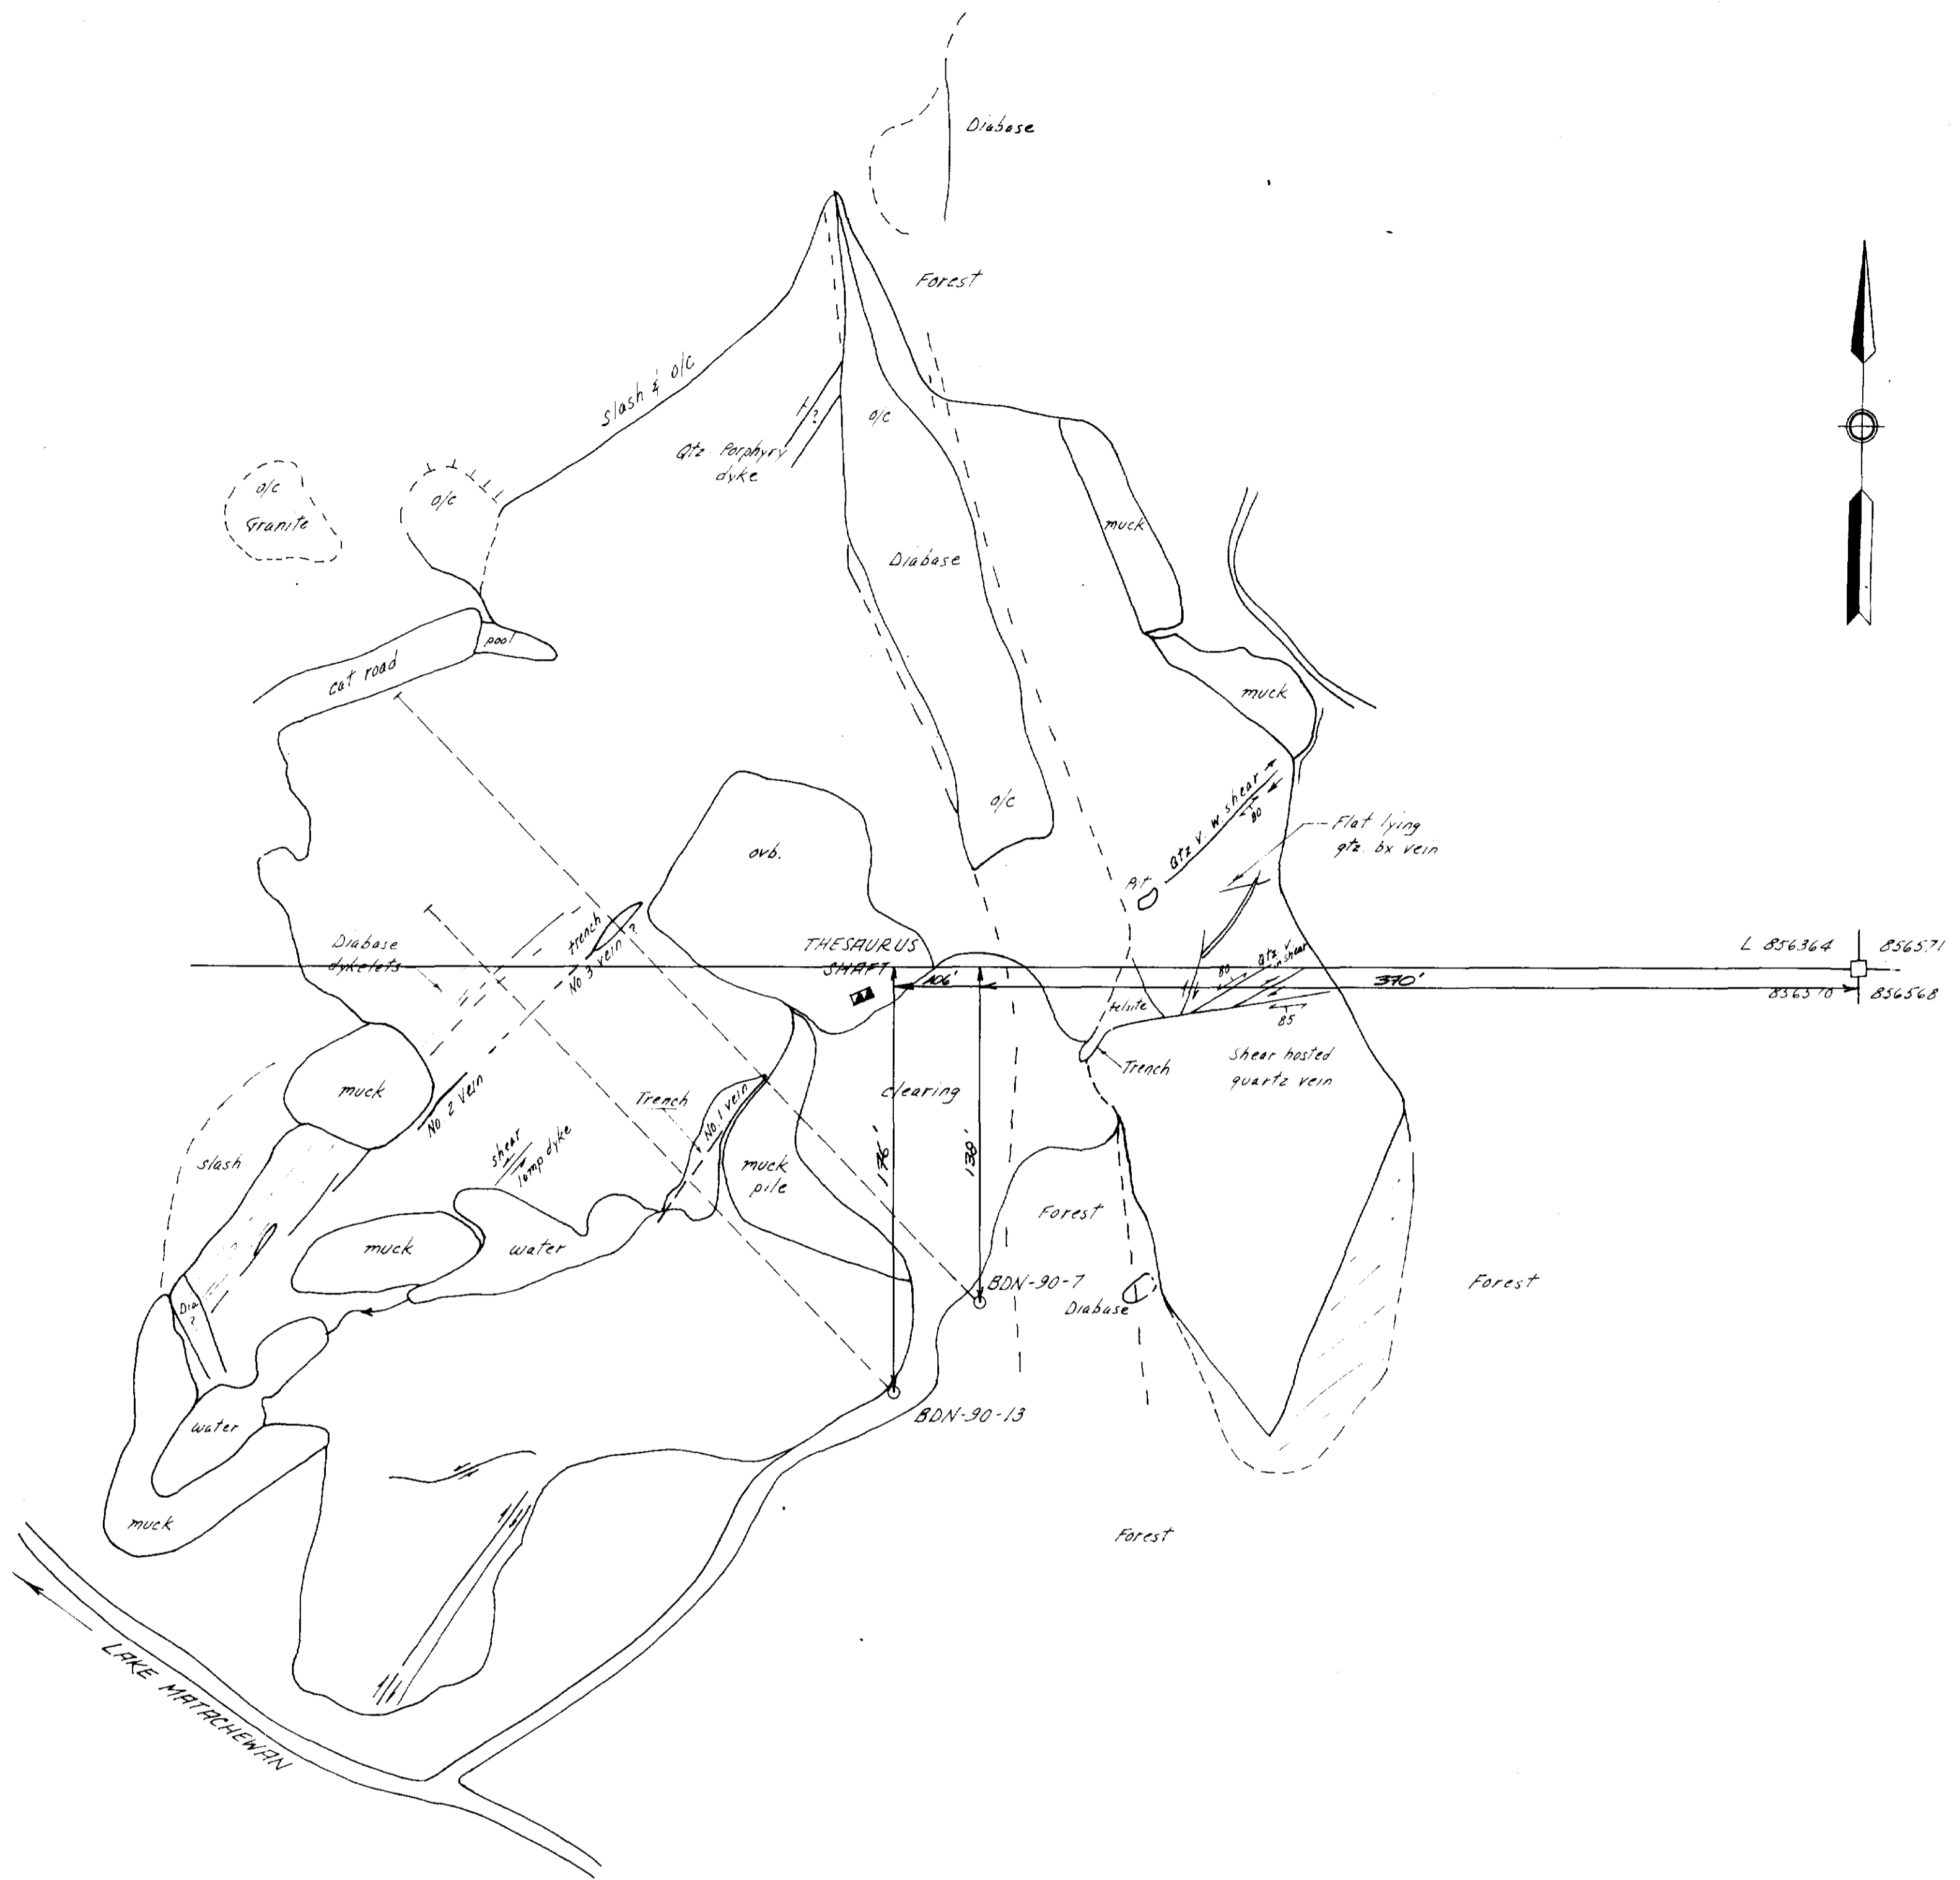 Diabase
Forest
slash & o/c
o/c
Qtz. Porphyry
dyke
?
o/c
Granite
o/c
Diabase
muck
pool
cat road
muck
o/c
ovb.
Qtz v. w. shear
80
Flat lying
qtz. bx vein
Pit
trench
No 3 vein ?
Diabase
dykelets
THESAURUS
SHAFT
L 856364
856571
106'
370'
856510
856568
80
Qtz v.
in shear
felsite
85
Trench
shear hosted
quartz vein
muck
No. 2 vein
Trench
No. 1 vein
clearing
176'
138'
slash
shear
lamp dyke
muck
pile
muck
water
Forest
BDN-90-7
Diabase
Forest
Dia
?
BDN-90-13
water
muck
Forest
LAKE MATACHEWAN